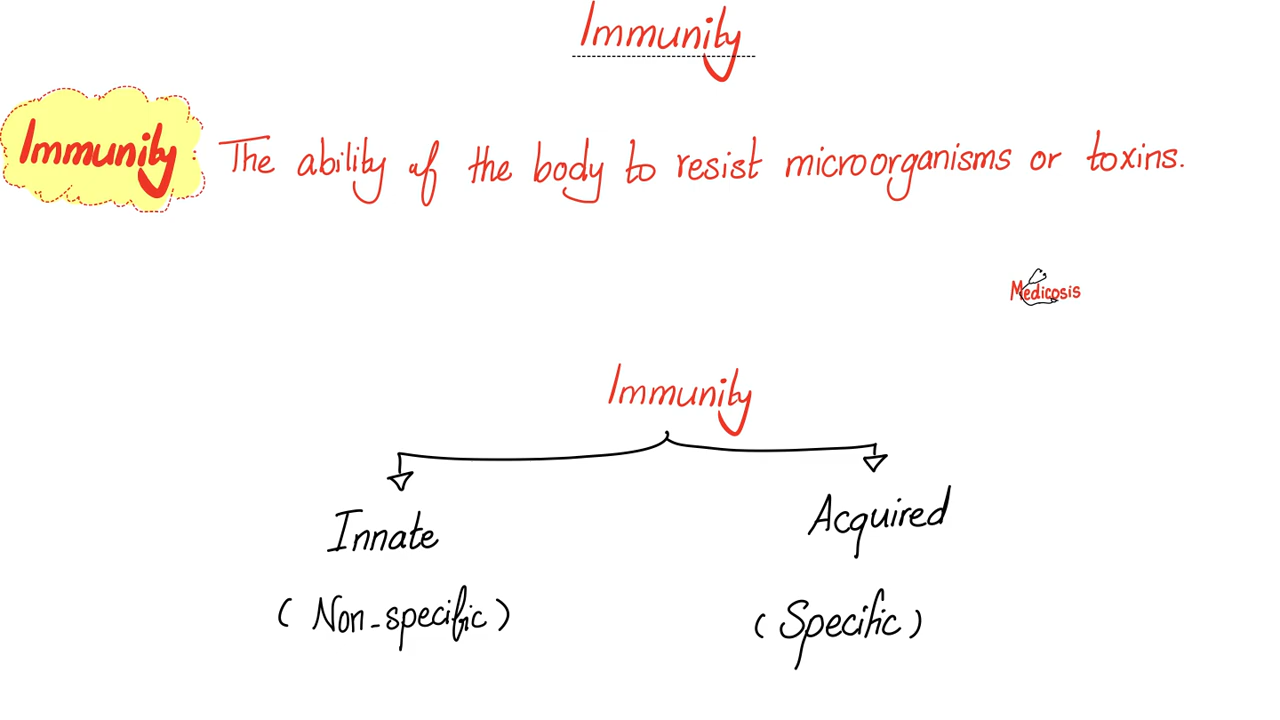 Immunity
Immunity : The ability of the body to resist microorganisms or toxins.
Medicosis
Immunity
Innate
Acquired
(Non-specific)
(Specific)